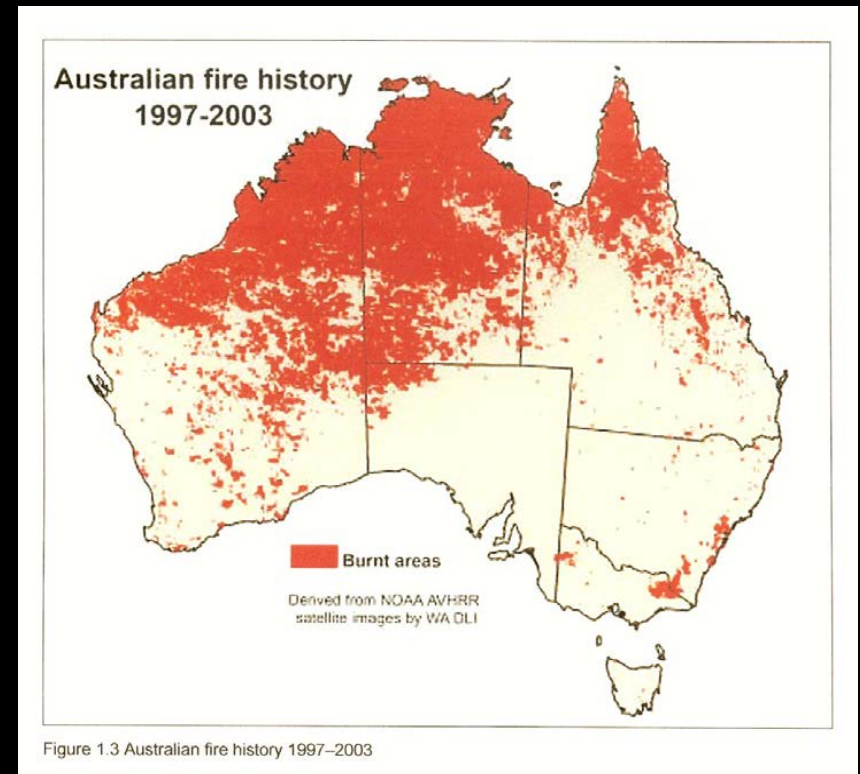 Australian fire history
1997-2003
Burnt areas
Derived from NOAA AVHRR
satellite images by WA DLI
Figure 1.3 Australian fire history 1997–2003